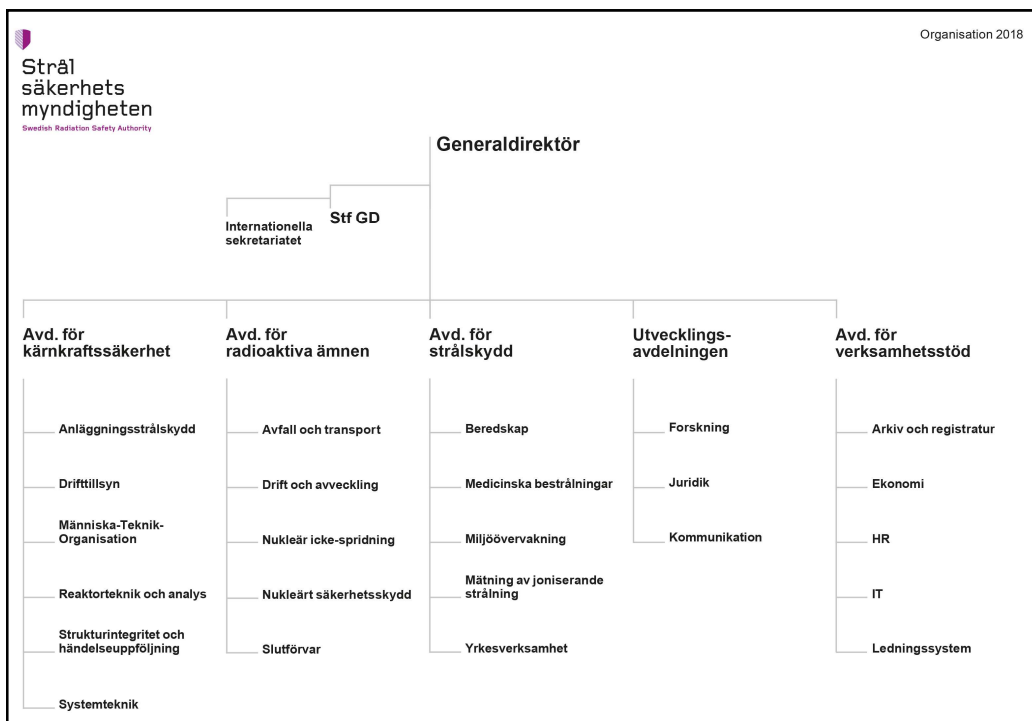 Organisation 2018
Strål
säkerhets
myndigheten
Swedish Radiation Safety Authority
Generaldirektör
Stf GD
Internationella
sekretariatet
Avd. för
kärnkraftssäkerhet
Anläggningsstrålskydd
Drifttillsyn
Människa-Teknik-
Organisation
Reaktorteknik och analys
Strukturintegritet och
händelseuppföljning
Systemteknik
Avd. för
radioaktiva ämnen
Avfall och transport
Drift och avveckling
Nukleär icke-spridning
Nukleärt säkerhetsskydd
Slutförvar
Avd. för
strålskydd
Beredskap
Medicinska bestrålningar
Miljöövervakning
Mätning av joniserande
strålning
Yrkesverksamhet
Utvecklings-
avdelningen
Forskning
Juridik
Kommunikation
Avd. för
verksamhetsstöd
Arkiv och registratur
Ekonomi
HR
IT
Ledningssystem